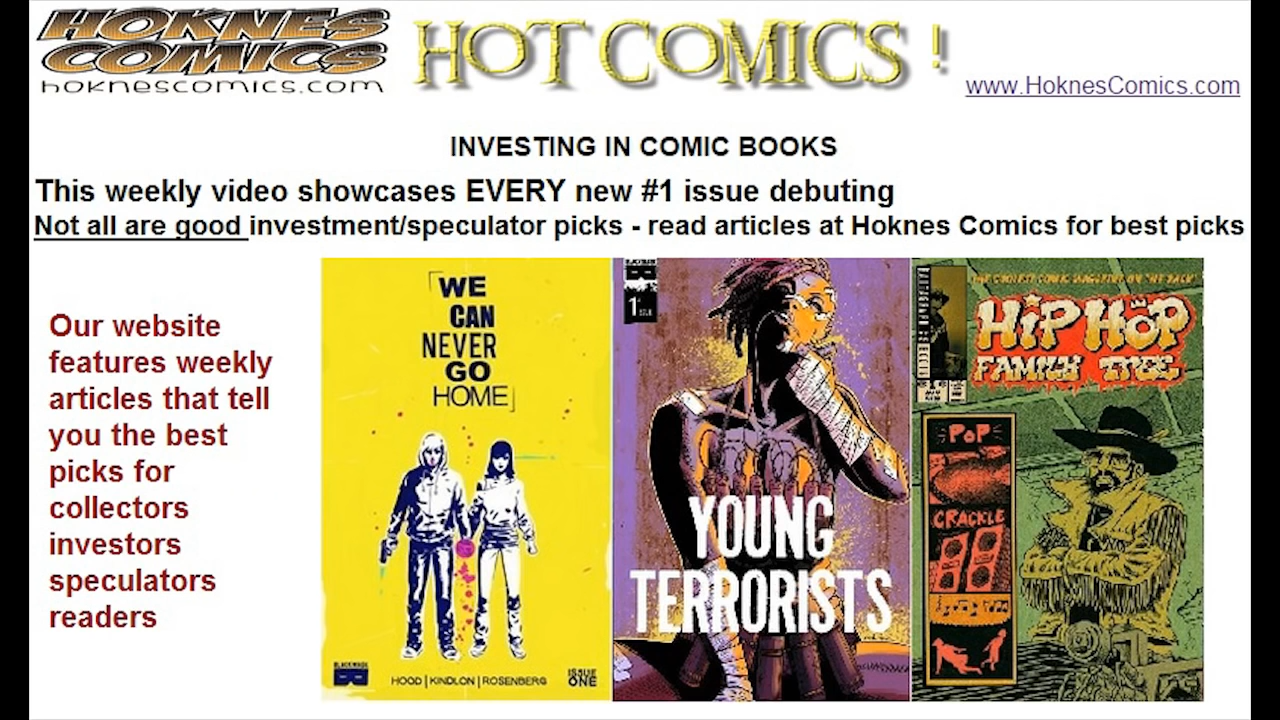 HOKNES
COMICS
hoknescomics.com
HOT COMICS !
www.HoknesComics.com
INVESTING IN COMIC BOOKS
This weekly video showcases EVERY new #1 issue debuting
Not all are good investment/speculator picks - read articles at Hoknes Comics for best picks
Our website
features weekly
articles that tell
you the best
picks for
collectors
investors
speculators
readers
WE
CAN
NEVER
GO
HOME
BLACK MASK
HOOD | KINDLON | ROSENBERG
ISSUE
ONE
1
ISSUE
YOUNG
TERRORISTS
HIP HOP
FAMILY TREE
POP
CRACKLE